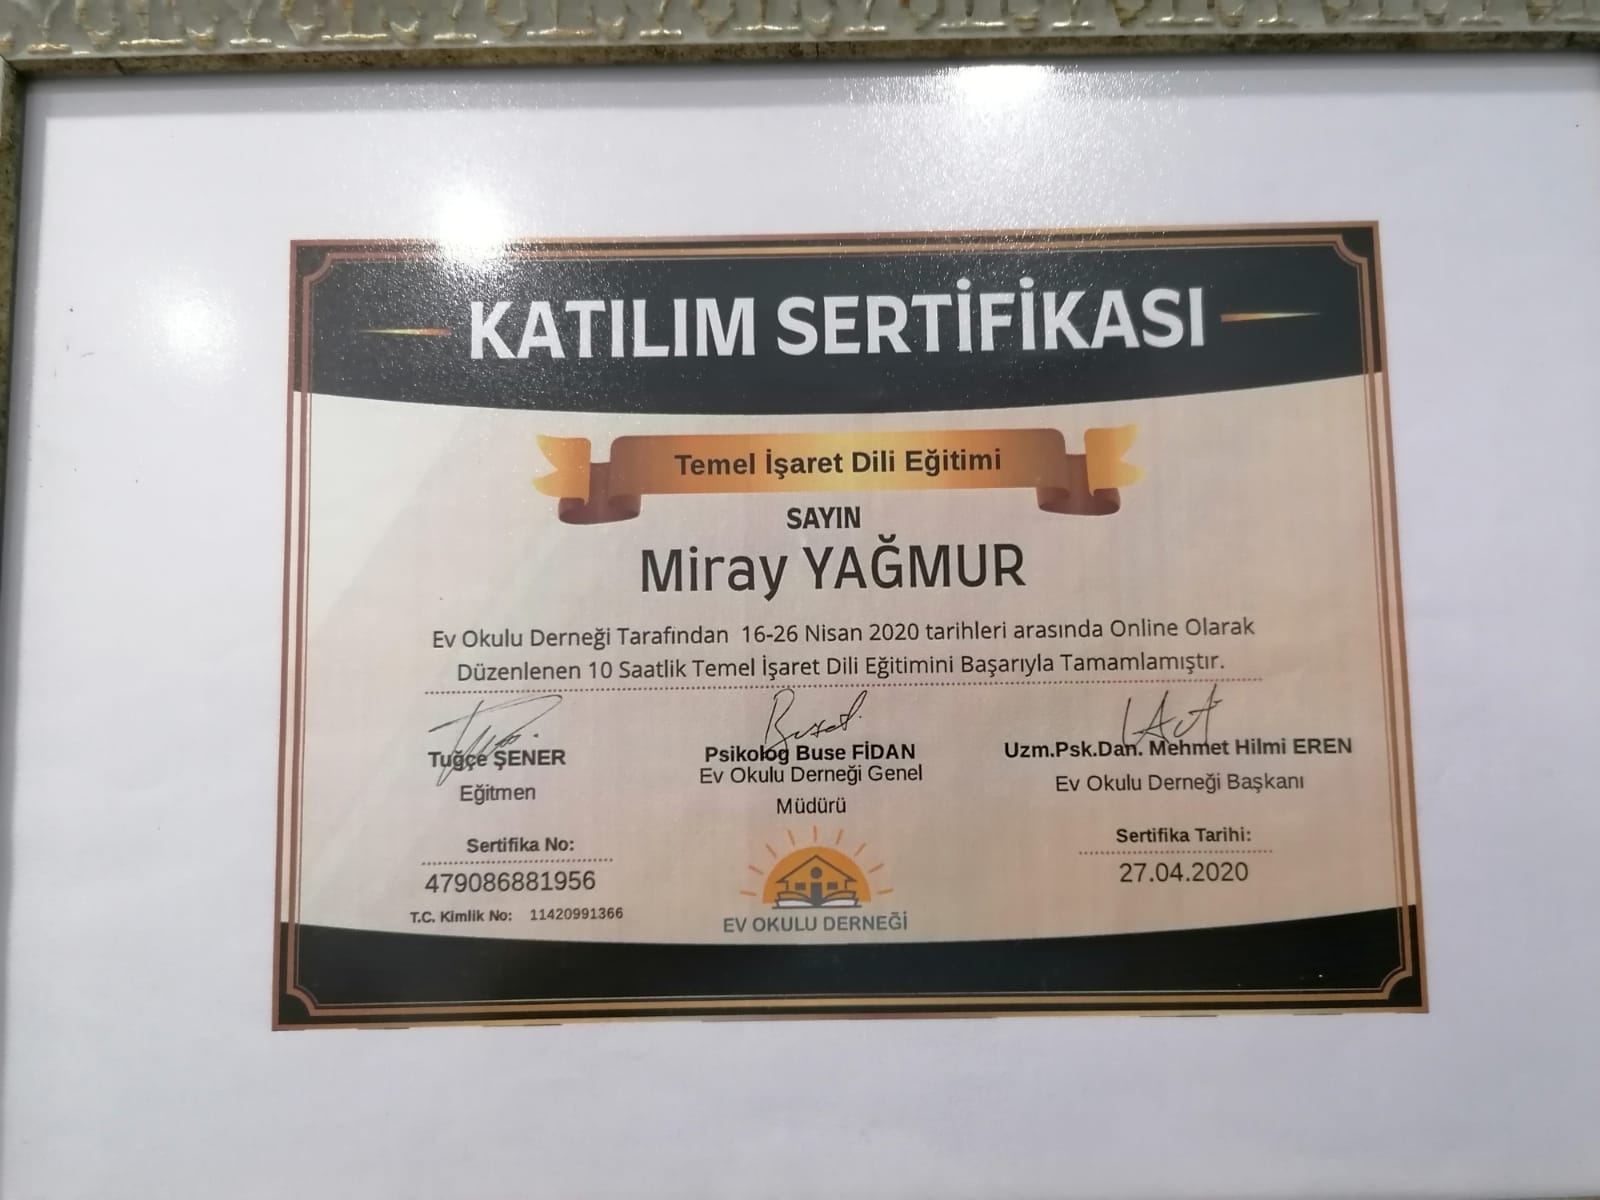 KATILIM SERTİFİKASI
Temel İşaret Dili Eğitimi
SAYIN
Miray YAĞMUR
Ev Okulu Derneği Tarafından 16-26 Nisan 2020 tarihleri arasında Online Olarak
Düzenlenen 10 Saatlik Temel İşaret Dili Eğitimini Başarıyla Tamamlamıştır.
Tuğçe ŞENER
Eğitmen
Psikolog Buse FİDAN
Ev Okulu Derneği Genel
Müdürü
Uzm.Psk.Dan. Mehmet Hilmi EREN
Ev Okulu Derneği Başkanı
Sertifika No:
479086881956
T.C. Kimlik No: 11420991366
EV OKULU DERNEĞİ
Sertifika Tarihi:
27.04.2020